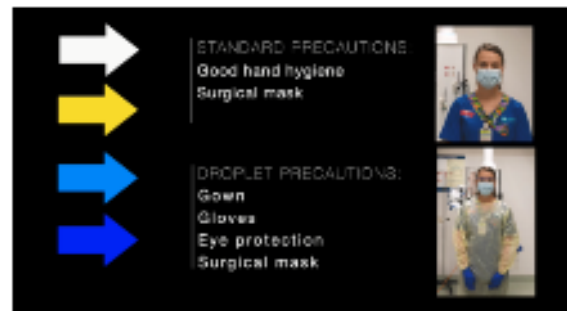 STANDARD PRECAUTIONS:
Good hand hygiene
Surgical mask
DROPLET PRECAUTIONS:
Gown
Gloves
Eye protection
Surgical mask